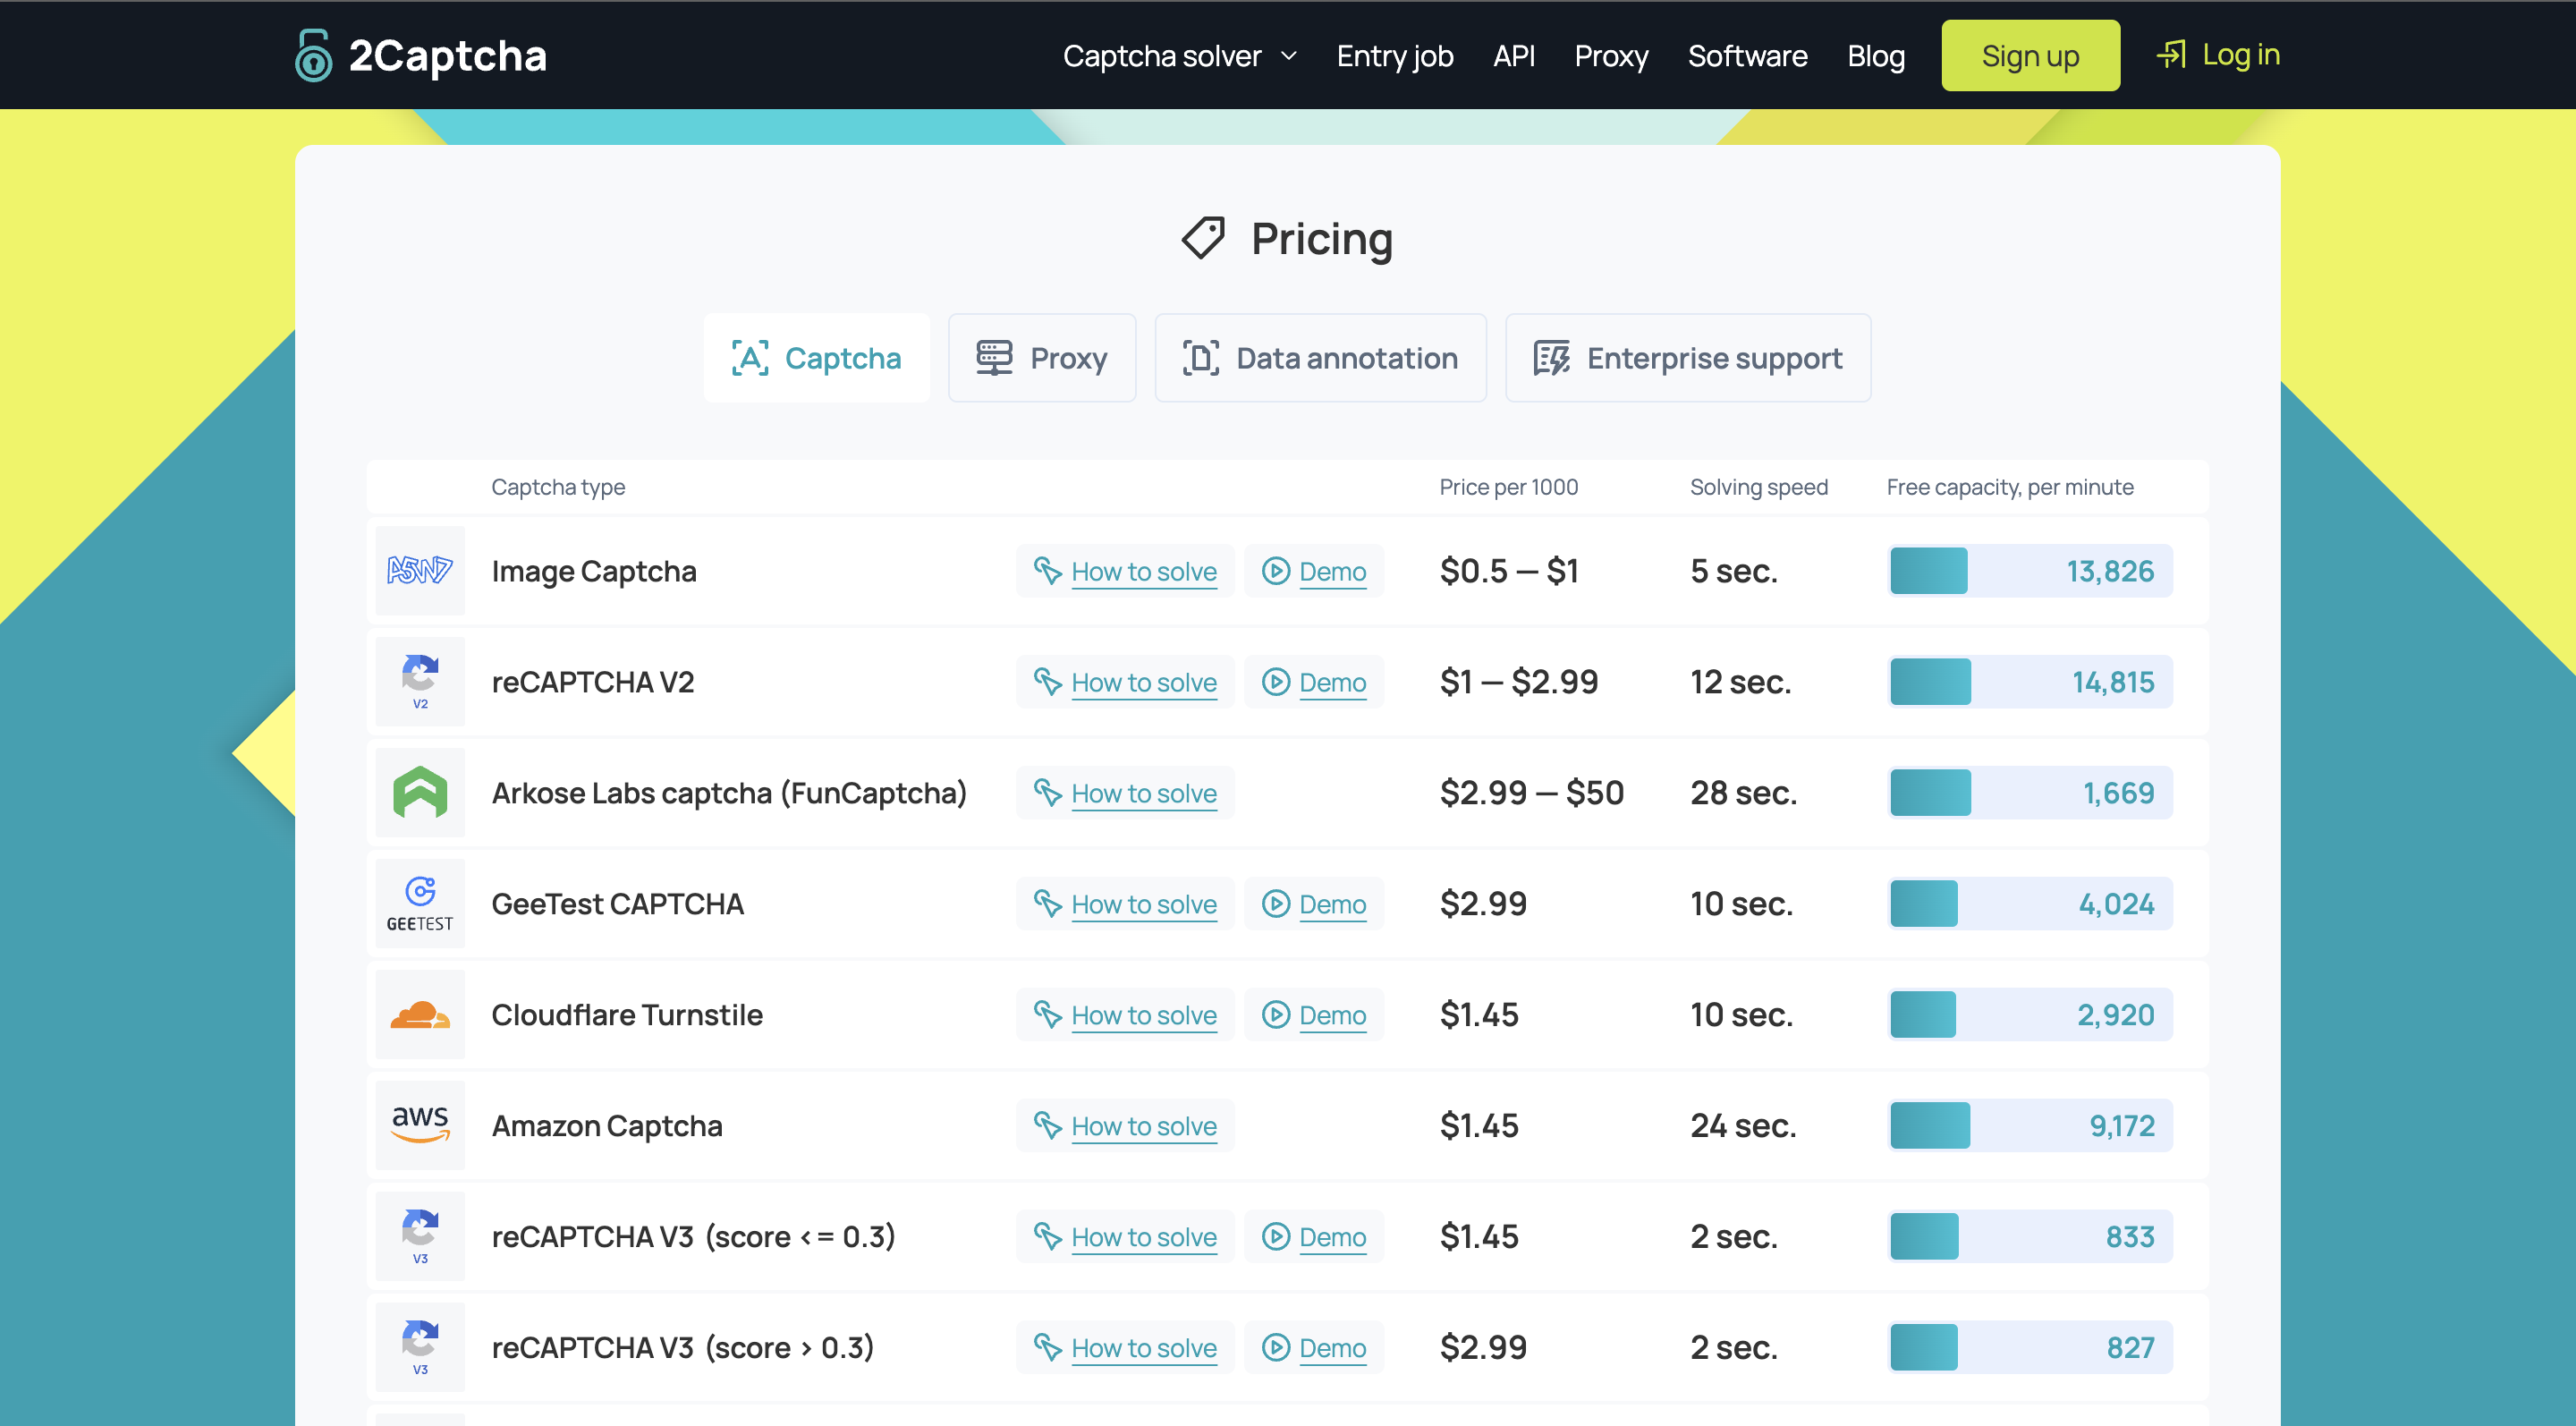 2Captcha
Captcha solver Entry job API Proxy Software Blog Sign up Log in
Pricing
Captcha Proxy Data annotation Enterprise support
Captcha type Price per 1000 Solving speed Free capacity, per minute
A5W7 Image Captcha How to solve Demo $0.5 — $1 5 sec. 13,826
reCAPTCHA V2 How to solve Demo $1 — $2.99 12 sec. 14,815
V2
Arkose Labs captcha (FunCaptcha) How to solve $2.99 — $50 28 sec. 1,669
GeeTest CAPTCHA How to solve Demo $2.99 10 sec. 4,024
GEETEST
Cloudflare Turnstile How to solve Demo $1.45 10 sec. 2,920
aws Amazon Captcha How to solve $1.45 24 sec. 9,172
reCAPTCHA V3 (score <= 0.3) How to solve Demo $1.45 2 sec. 833
V3
reCAPTCHA V3 (score > 0.3) How to solve Demo $2.99 2 sec. 827
V3